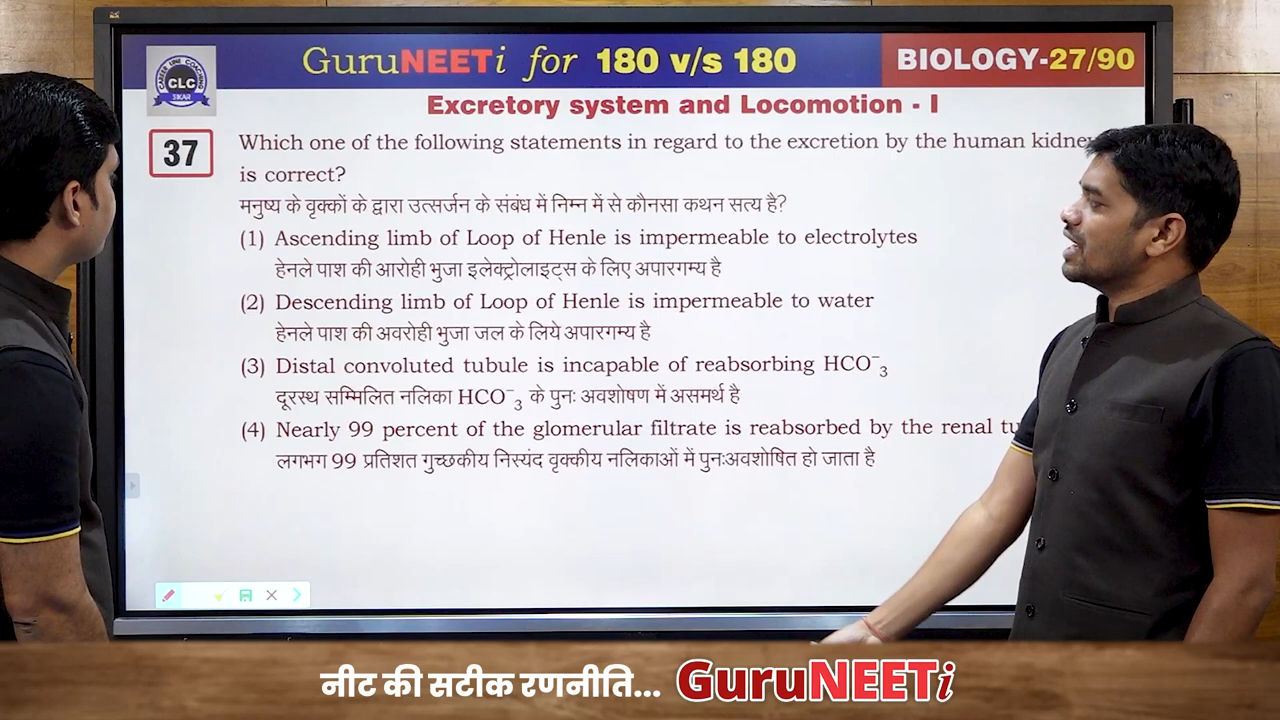 GuruNEETi for 180 v/s 180
BIOLOGY-27/90
CAREER LINE COACHING
CLC
SIKAR
Excretory system and Locomotion - I
37
Which one of the following statements in regard to the excretion by the human kidney
is correct?
मनुष्य के वृक्कों के द्वारा उत्सर्जन के संबंध में निम्न में से कौनसा कथन सत्य है?
(1) Ascending limb of Loop of Henle is impermeable to electrolytes
हेनले पाश की आरोही भुजा इलेक्ट्रोलाइट्स के लिए अपारगम्य है
(2) Descending limb of Loop of Henle is impermeable to water
हेनले पाश की अवरोही भुजा जल के लिये अपारगम्य है
(3) Distal convoluted tubule is incapable of reabsorbing HCO⁻₃
दूरस्थ सम्मिलित नलिका HCO⁻₃ के पुनः अवशोषण में असमर्थ है
(4) Nearly 99 percent of the glomerular filtrate is reabsorbed by the renal tu
लगभग 99 प्रतिशत गुच्छकीय निस्यंद वृक्कीय नलिकाओं में पुनःअवशोषित हो जाता है
नीट की सटीक रणनीति... GuruNEETi